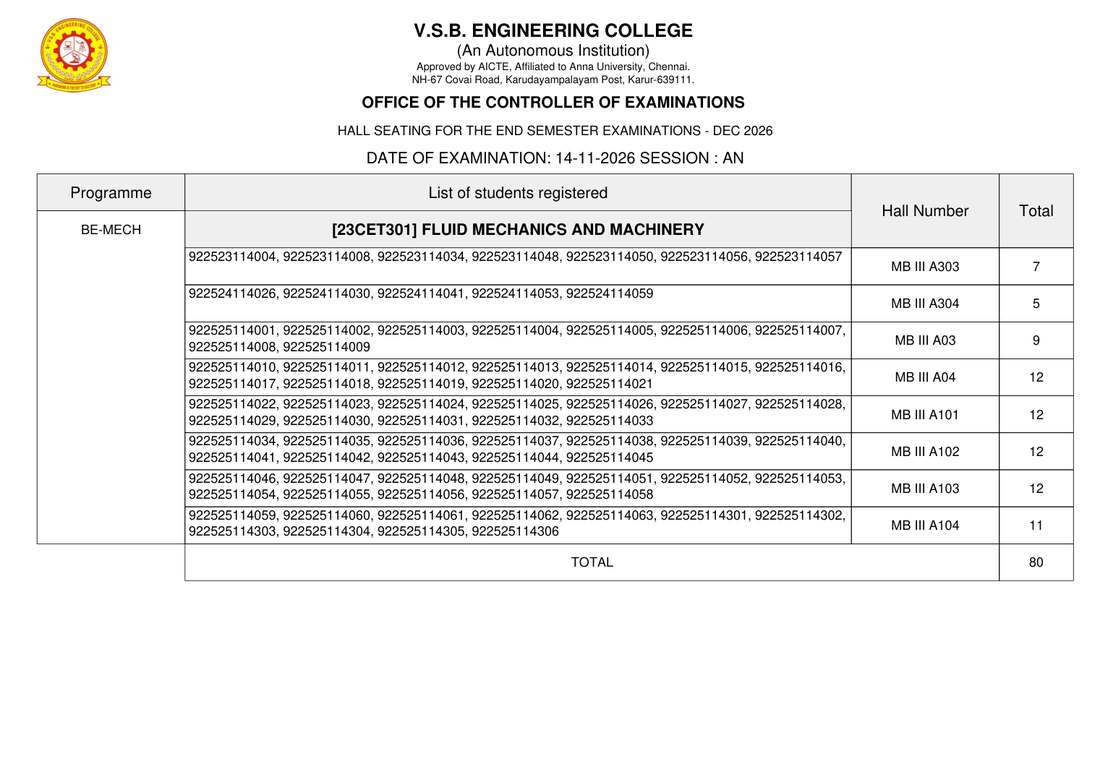 V.S.B. ENGINEERING COLLEGE
(An Autonomous Institution)
Approved by AICTE, Affiliated to Anna University, Chennai.
NH-67 Covai Road, Karudayampalayam Post, Karur-639111.
OFFICE OF THE CONTROLLER OF EXAMINATIONS
HALL SEATING FOR THE END SEMESTER EXAMINATIONS - DEC 2026
DATE OF EXAMINATION: 14-11-2026 SESSION : AN
Programme List of students registered Hall Number Total
BE-MECH [23CET301] FLUID MECHANICS AND MACHINERY
922523114004, 922523114008, 922523114034, 922523114048, 922523114050, 922523114056, 922523114057 MB III A303 7
922524114026, 922524114030, 922524114041, 922524114053, 922524114059 MB III A304 5
922525114001, 922525114002, 922525114003, 922525114004, 922525114005, 922525114006, 922525114007,
922525114008, 922525114009 MB III A03 9
922525114010, 922525114011, 922525114012, 922525114013, 922525114014, 922525114015, 922525114016,
922525114017, 922525114018, 922525114019, 922525114020, 922525114021 MB III A04 12
922525114022, 922525114023, 922525114024, 922525114025, 922525114026, 922525114027, 922525114028,
922525114029, 922525114030, 922525114031, 922525114032, 922525114033 MB III A101 12
922525114034, 922525114035, 922525114036, 922525114037, 922525114038, 922525114039, 922525114040,
922525114041, 922525114042, 922525114043, 922525114044, 922525114045 MB III A102 12
922525114046, 922525114047, 922525114048, 922525114049, 922525114051, 922525114052, 922525114053,
922525114054, 922525114055, 922525114056, 922525114057, 922525114058 MB III A103 12
922525114059, 922525114060, 922525114061, 922525114062, 922525114063, 922525114301, 922525114302,
922525114303, 922525114304, 922525114305, 922525114306 MB III A104 11
TOTAL 80